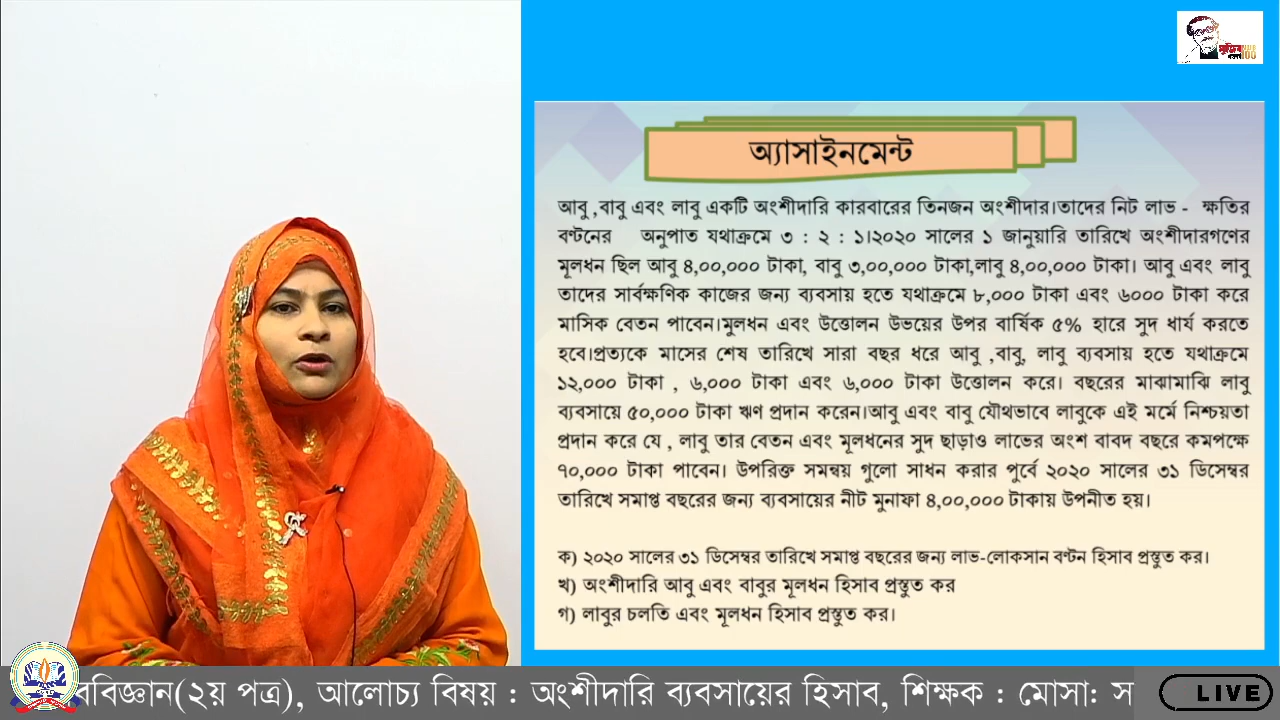 অ্যাসাইনমেন্ট
আবু ,বাবু এবং লাবু একটি অংশীদারি কারবারের তিনজন অংশীদার।তাদের নিট লাভ - ক্ষতির
বণ্টনের অনুপাত যথাক্রমে ৩ : ২ : ১।২০২০ সালের ১ জানুয়ারি তারিখে অংশীদারগণের
মূলধন ছিল আবু ৪,০০,০০০ টাকা, বাবু ৩,০০,০০০ টাকা,লাবু ৪,০০,০০০ টাকা। আবু এবং লাবু
তাদের সার্বক্ষণিক কাজের জন্য ব্যবসায় হতে যথাক্রমে ৮,০০০ টাকা এবং ৬০০০ টাকা করে
মাসিক বেতন পাবেন।মুলধন এবং উত্তোলন উভয়ের উপর বার্ষিক ৫% হারে সুদ ধার্য করতে
হবে।প্রত্যকে মাসের শেষ তারিখে সারা বছর ধরে আবু ,বাবু, লাবু ব্যবসায় হতে যথাক্রমে
১২,০০০ টাকা , ৬,০০০ টাকা এবং ৬,০০০ টাকা উত্তোলন করে। বছরের মাঝামাঝি লাবু
ব্যবসায়ে ৫০,০০০ টাকা ঋণ প্রদান করেন।আবু এবং বাবু যৌথভাবে লাবুকে এই মর্মে নিশ্চয়তা
প্রদান করে যে , লাবু তার বেতন এবং মূলধনের সুদ ছাড়াও লাভের অংশ বাবদ বছরে কমপক্ষে
৭০,০০০ টাকা পাবেন। উপরিক্ত সমন্বয় গুলো সাধন করার পুর্বে ২০২০ সালের ৩১ ডিসেম্বর
তারিখে সমাপ্ত বছরের জন্য ব্যবসায়ের নীট মুনাফা ৪,০০,০০০ টাকায় উপনীত হয়।
ক) ২০২০ সালের ৩১ ডিসেম্বর তারিখে সমাপ্ত বছরের জন্য লাভ-লোকসান বণ্টন হিসাব প্রস্তুত কর।
খ) অংশীদারি আবু এবং বাবুর মূলধন হিসাব প্রস্তুত কর
গ) লাবুর চলতি এবং মূলধন হিসাব প্রস্তুত কর।
ববিজ্ঞান(২য় পত্র), আলোচ্য বিষয় : অংশীদারি ব্যবসায়ের হিসাব, শিক্ষক : মোসা: স
LIVE